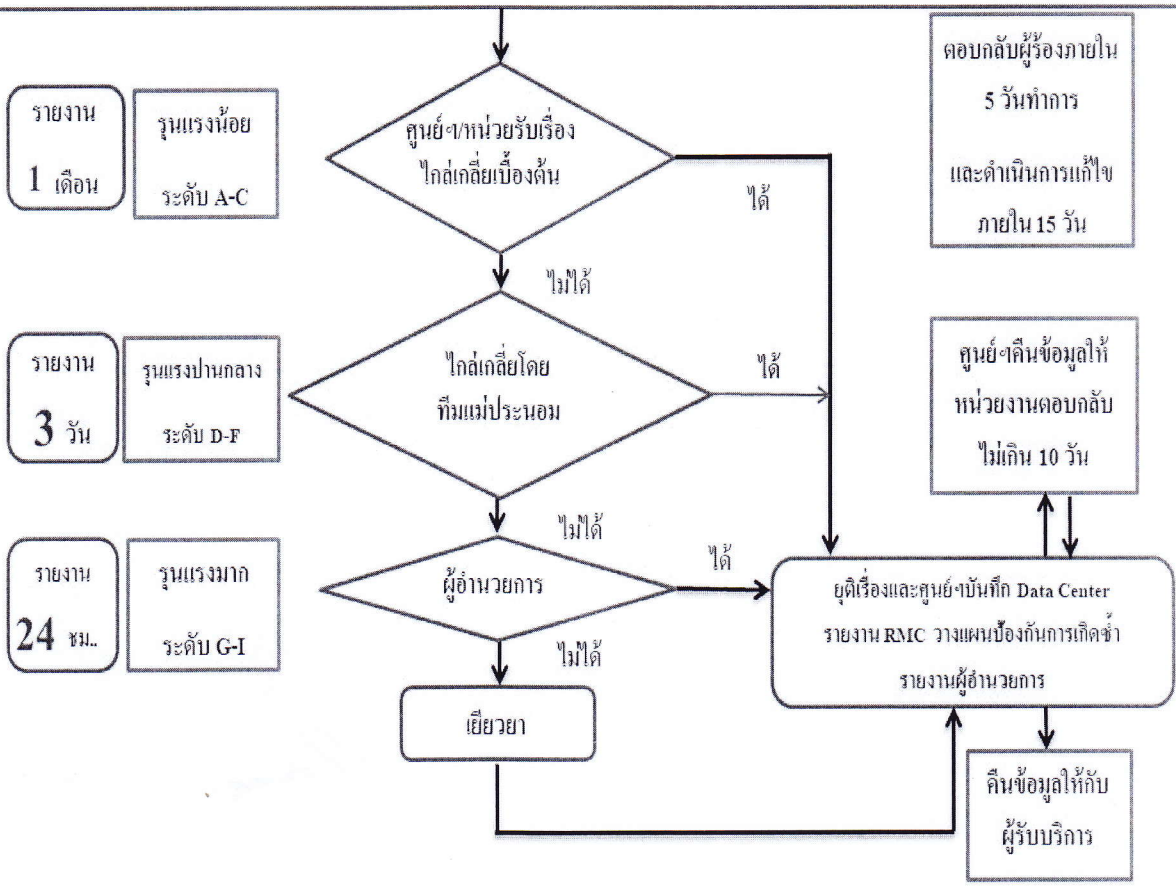 รายงาน
1 เดือน
รุนแรงน้อย
ระดับ A-C
ศูนย์ฯ/หน่วยรับเรื่อง
ไกล่เกลี่ยเบื้องต้น
ได้
ไม่ได้
ตอบกลับผู้ร้องภายใน
5 วันทำการ
และดำเนินการแก้ไข
ภายใน 15 วัน
รายงาน
3 วัน
รุนแรงปานกลาง
ระดับ D-F
ไกล่เกลี่ยโดย
ทีมแม่ประนอม
ได้
ไม่ได้
ศูนย์ฯคืนข้อมูลให้
หน่วยงานตอบกลับ
ไม่เกิน 10 วัน
รายงาน
24 ชม..
รุนแรงมาก
ระดับ G-I
ผู้อำนวยการ
ได้
ไม่ได้
ยุติเรื่องและศูนย์ฯบันทึก Data Center
รายงาน RMC วางแผนป้องกันการเกิดซ้ำ
รายงานผู้อำนวยการ
เยียวยา
คืนข้อมูลให้กับ
ผู้รับบริการ